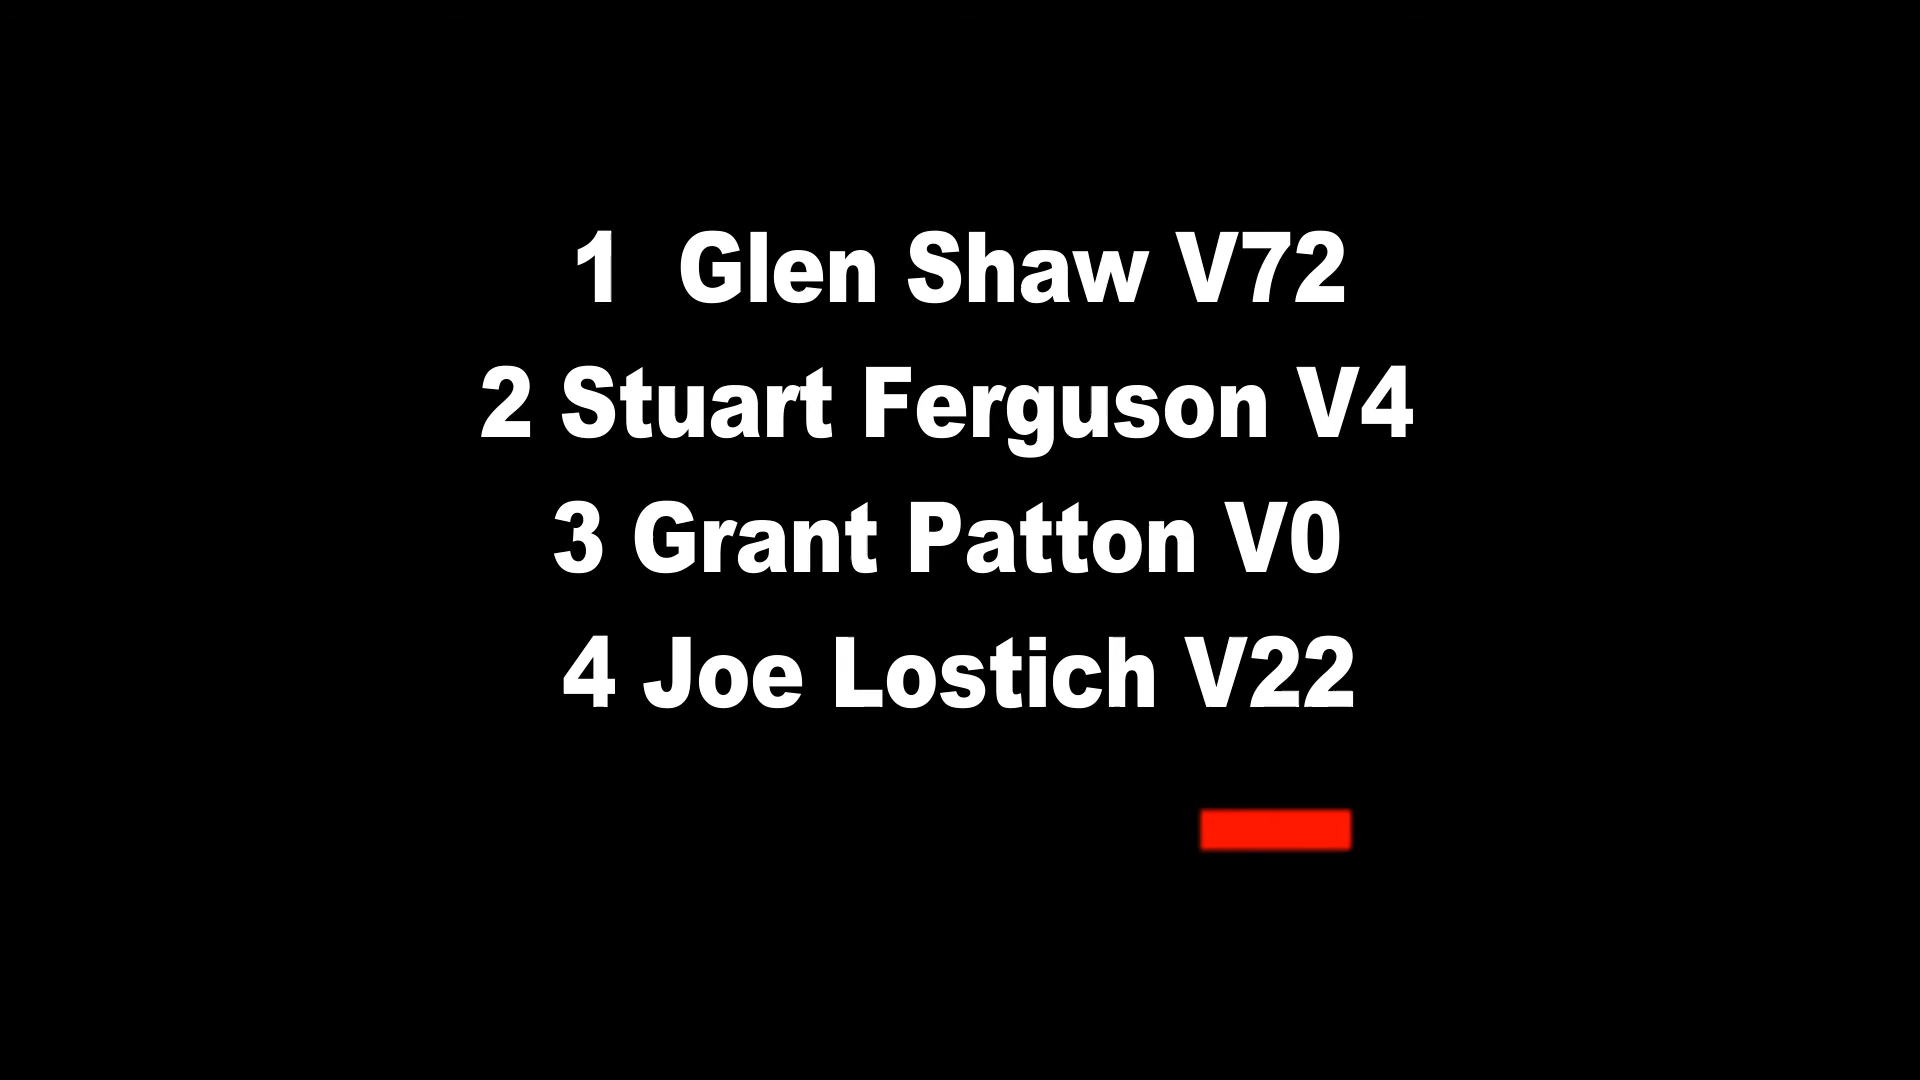 1  Glen Shaw V72
2 Stuart Ferguson V4
3 Grant Patton V0
4 Joe Lostich V22